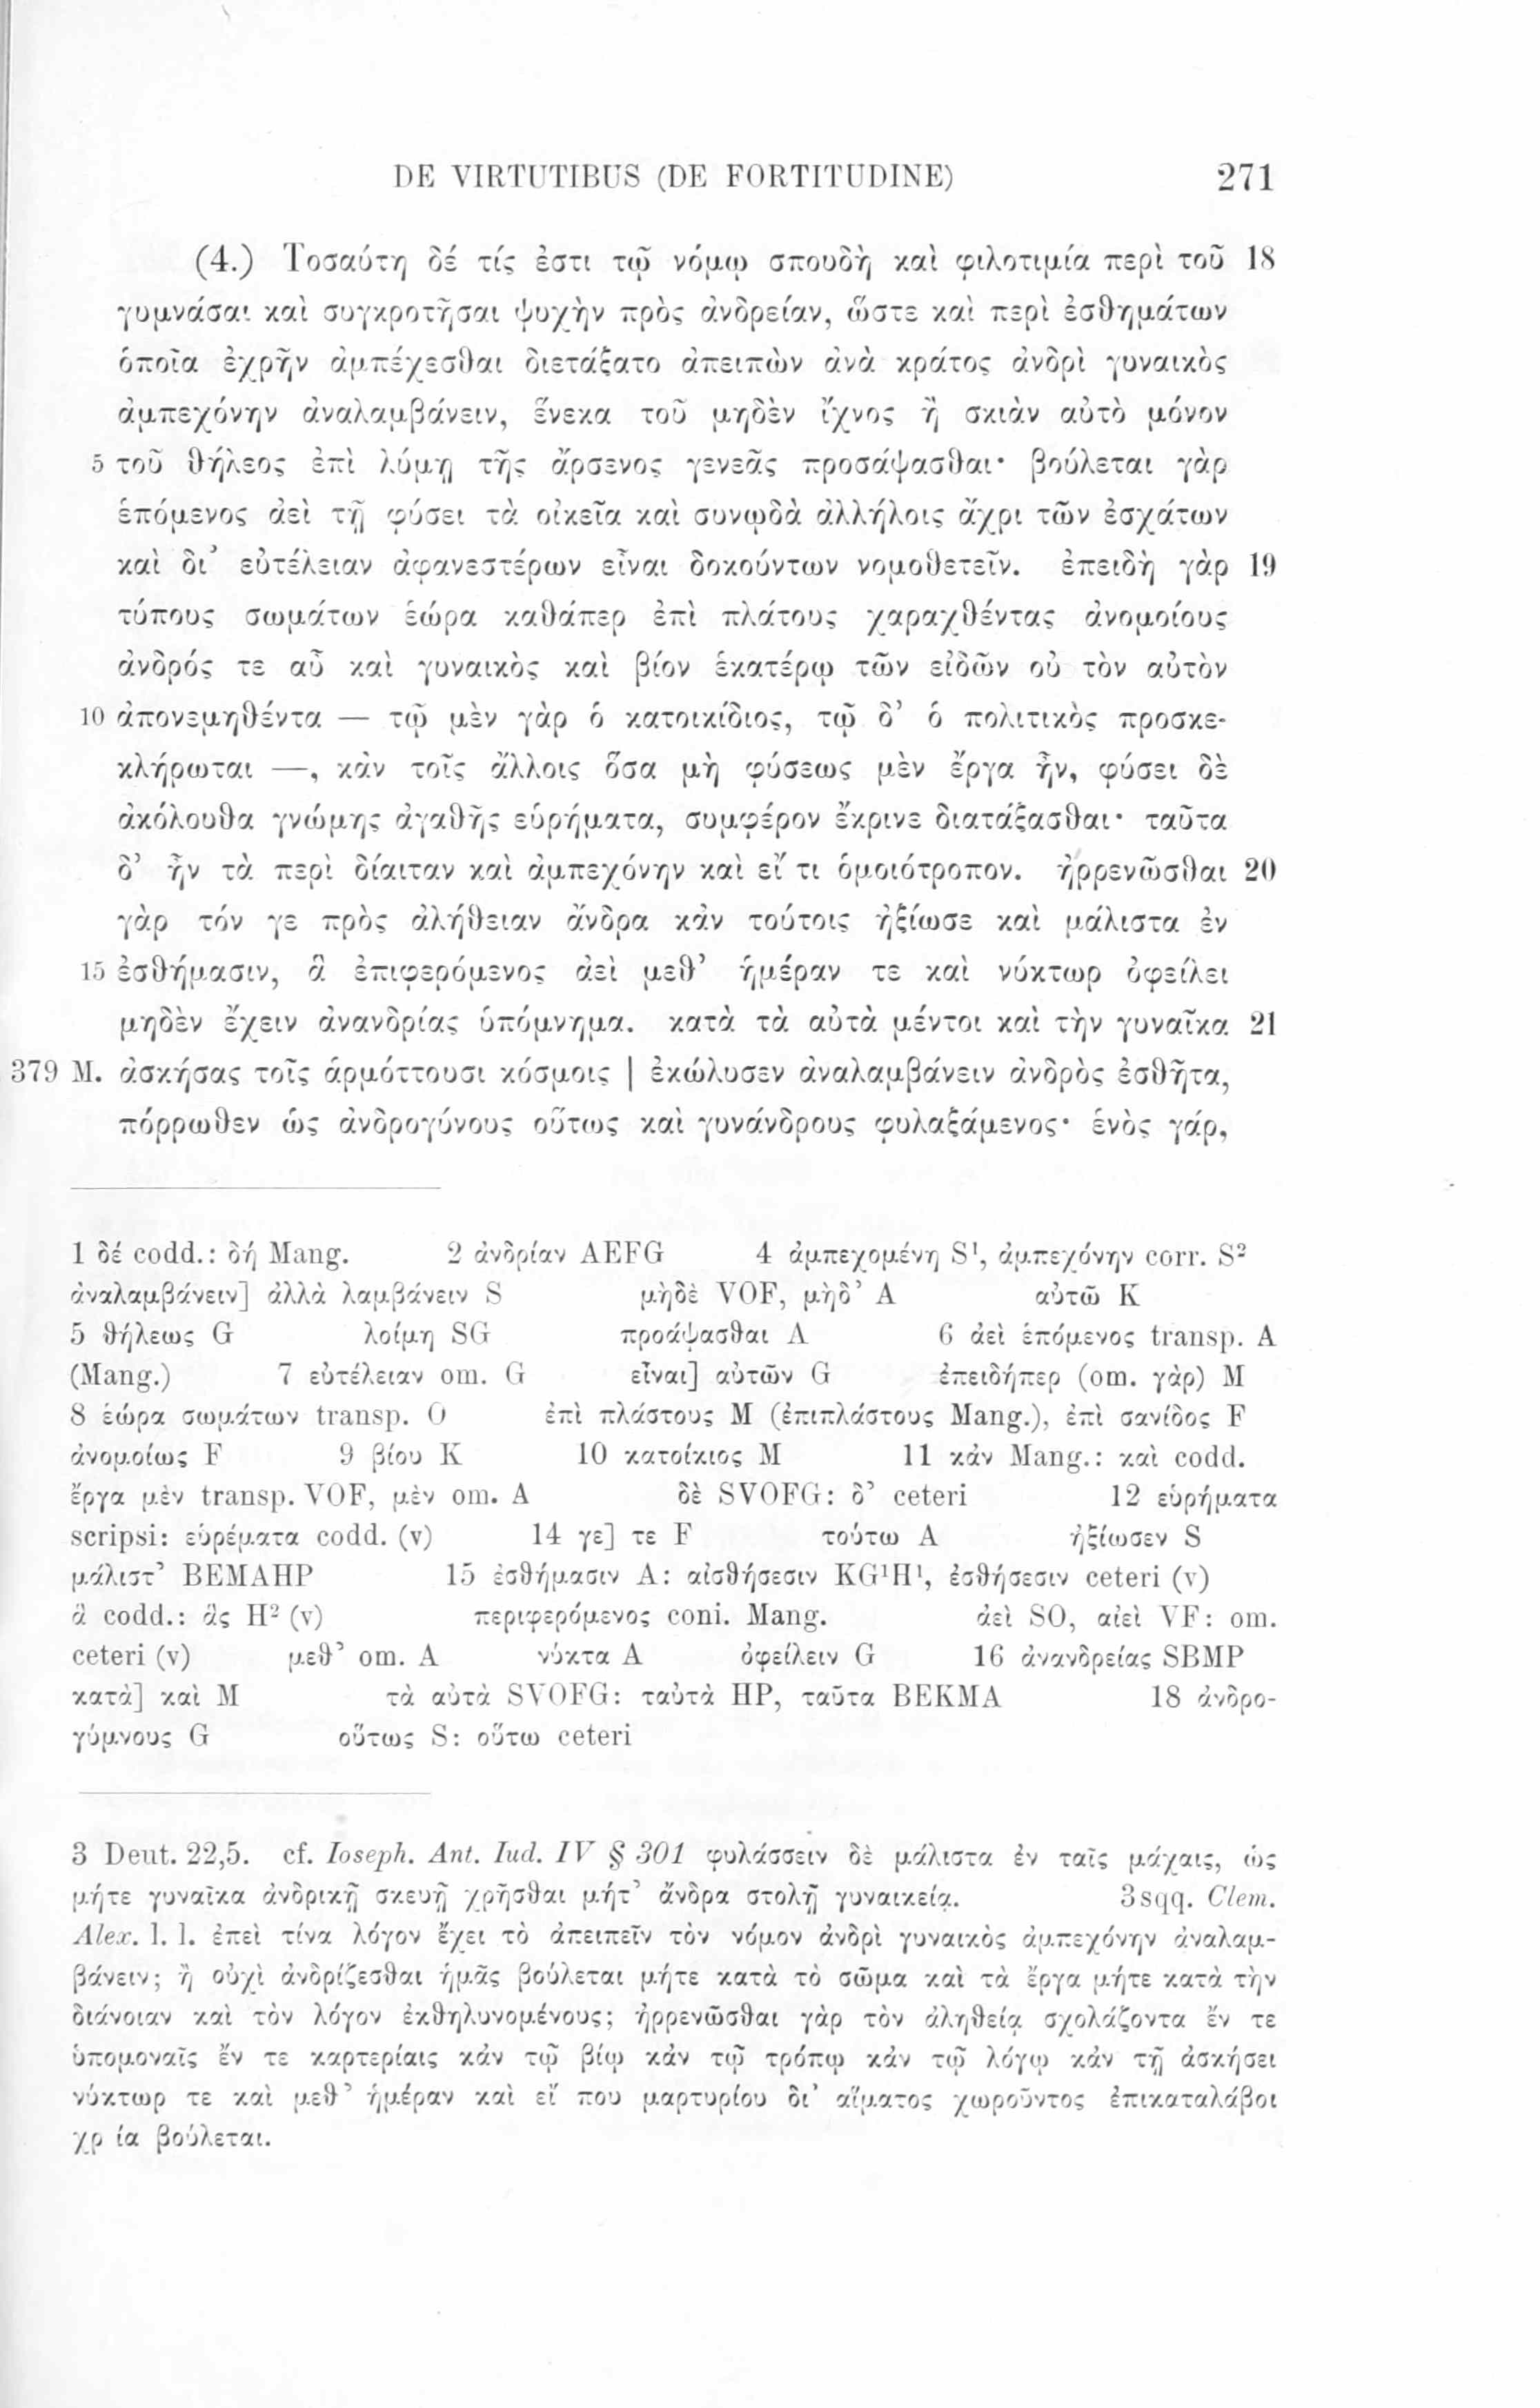 DE VIRTUTIBUS (DE FORTITUDINE) 271
(4.) Τοσαύτη δέ τίς ἐστι τῷ νόμῳ σπουδὴ καὶ φιλοτιμία περὶ τοῦ 18
γυμνάσαι καὶ συγκροτῆσαι ψυχὴν πρὸς ἀνδρείαν, ὥστε καὶ περὶ ἐσθημάτων
ὁποῖα ἐχρῆν ἀμπέχεσθαι διετάξατο ἀπειπὼν ἀνὰ κράτος ἀνδρὶ γυναικὸς
ἀμπεχόνην ἀναλαμβάνειν, ἕνεκα τοῦ μηδὲν ἴχνος ἢ σκιὰν αὐτὸ μόνον
5 τοῦ θήλεος ἐπὶ λύμῃ τῆς ἄρσενος γενεᾶς προσάψασθαι· βούλεται γὰρ
ἑπόμενος ἀεὶ τῇ φύσει τὰ οἰκεῖα καὶ συνῳδὰ ἀλλήλοις ἄχρι τῶν ἐσχάτων
καὶ δι’ εὐτέλειαν ἀφανεστέρων εἶναι δοκούντων νομοθετεῖν. ἐπειδὴ γὰρ 19
τύπους σωμάτων ἑώρα καθάπερ ἐπὶ πλάτους χαραχθέντας ἀνομοίους
ἀνδρός τε αὖ καὶ γυναικὸς καὶ βίον ἑκατέρῳ τῶν εἰδῶν οὐ τὸν αὐτὸν
10 ἀπονεμηθέντα — τῷ μὲν γὰρ ὁ κατοικίδιος, τῷ δ’ ὁ πολιτικὸς προσκε-
κλήρωται —, κἀν τοῖς ἄλλοις ὅσα μὴ φύσεως μὲν ἔργα ἦν, φύσει δὲ
ἀκόλουθα γνώμης ἀγαθῆς εὑρήματα, συμφέρον ἔκρινε διατάξασθαι· ταῦτα
δ’ ἦν τὰ περὶ δίαιταν καὶ ἀμπεχόνην καὶ εἴ τι ὁμοιότροπον. ἠρρενῶσθαι 20
γὰρ τόν γε πρὸς ἀλήθειαν ἄνδρα κἀν τούτοις ἠξίωσε καὶ μάλιστα ἐν
15 ἐσθήμασιν, ἃ ἐπιφερόμενος ἀεὶ μεθ’ ἡμέραν τε καὶ νύκτωρ ὀφείλει
μηδὲν ἔχειν ἀνανδρίας ὑπόμνημα. κατὰ τὰ αὐτὰ μέντοι καὶ τὴν γυναῖκα 21
379 M. ἀσκήσας τοῖς ἁρμόττουσι κόσμοις | ἐκώλυσεν ἀναλαμβάνειν ἀνδρὸς ἐσθῆτα,
πόρρωθεν ὡς ἀνδρογύνους οὕτως καὶ γυνάνδρους φυλαξάμενος· ἑνὸς γάρ,
1 δέ codd.: δή Mang. 2 ἀνδρίαν AEFG 4 ἀμπεχομένη S¹, ἀμπεχόνην corr. S²
ἀναλαμβάνειν] ἀλλὰ λαμβάνειν S μὴδὲ VOF, μὴδ’ A αὐτῶ K
5 θήλεως G λοίμη SG προάψασθαι A 6 ἀεὶ ἑπόμενος transp. A
(Mang.) 7 εὐτέλειαν om. G εἶναι] αὐτῶν G ἐπειδήπερ (om. γὰρ) M
8 ἑώρα σωμάτων transp. O ἐπὶ πλάστους M (ἐπιπλάστους Mang.), ἐπὶ σανίδος F
ἀνομοίως F 9 βίου K 10 κατοίκιος M 11 κἀν Mang.: καὶ codd.
ἔργα μὲν transp. VOF, μὲν om. A δὲ SVOFG: δ’ ceteri 12 εὑρήματα
scripsi: εὑρέματα codd. (v) 14 γε] τε F τούτω A ἠξίωσεν S
μάλιστ’ BEMAHP 15 ἐσθήμασιν A: αἰσθήσεσιν KG¹H¹, ἐσθήσεσιν ceteri (v)
ἃ codd.: ἃς H² (v) περιφερόμενος coni. Mang. ἀεὶ SO, αἰεὶ VF: om.
ceteri (v) μεθ’ om. A νύκτα A ὀφείλειν G 16 ἀνανδρείας SBMP
κατὰ] καὶ M τὰ αὐτὰ SVOFG: ταὐτὰ HP, ταῦτα BEKMA 18 ἀνδρο-
γύμνους G οὕτως S: οὕτω ceteri
3 Deut. 22,5. cf. Ioseph. Ant. Iud. IV § 301 φυλάσσειν δὲ μάλιστα ἐν ταῖς μάχαις, ὡς
μήτε γυναῖκα ἀνδρικῇ σκευῇ χρῆσθαι μήτ’ ἄνδρα στολῇ γυναικείᾳ. 3 sqq. Clem.
Alex. l. l. ἐπεὶ τίνα λόγον ἔχει τὸ ἀπειπεῖν τὸν νόμον ἀνδρὶ γυναικὸς ἀμπεχόνην ἀναλαμ-
βάνειν; ἢ οὐχὶ ἀνδρίζεσθαι ἡμᾶς βούλεται μήτε κατὰ τὸ σῶμα καὶ τὰ ἔργα μήτε κατὰ τὴν
διάνοιαν καὶ τὸν λόγον ἐκθηλυνομένους; ἠρρενῶσθαι γὰρ τὸν ἀληθείᾳ σχολάζοντα ἔν τε
ὑπομοναῖς ἔν τε καρτερίαις κἀν τῷ βίῳ κἀν τῷ τρόπῳ κἀν τῷ λόγῳ κἀν τῇ ἀσκήσει
νύκτωρ τε καὶ μεθ’ ἡμέραν καὶ εἴ που μαρτυρίου δι’ αἵματος χωροῦντος ἐπικαταλάβοι
χρ ία βούλεται.